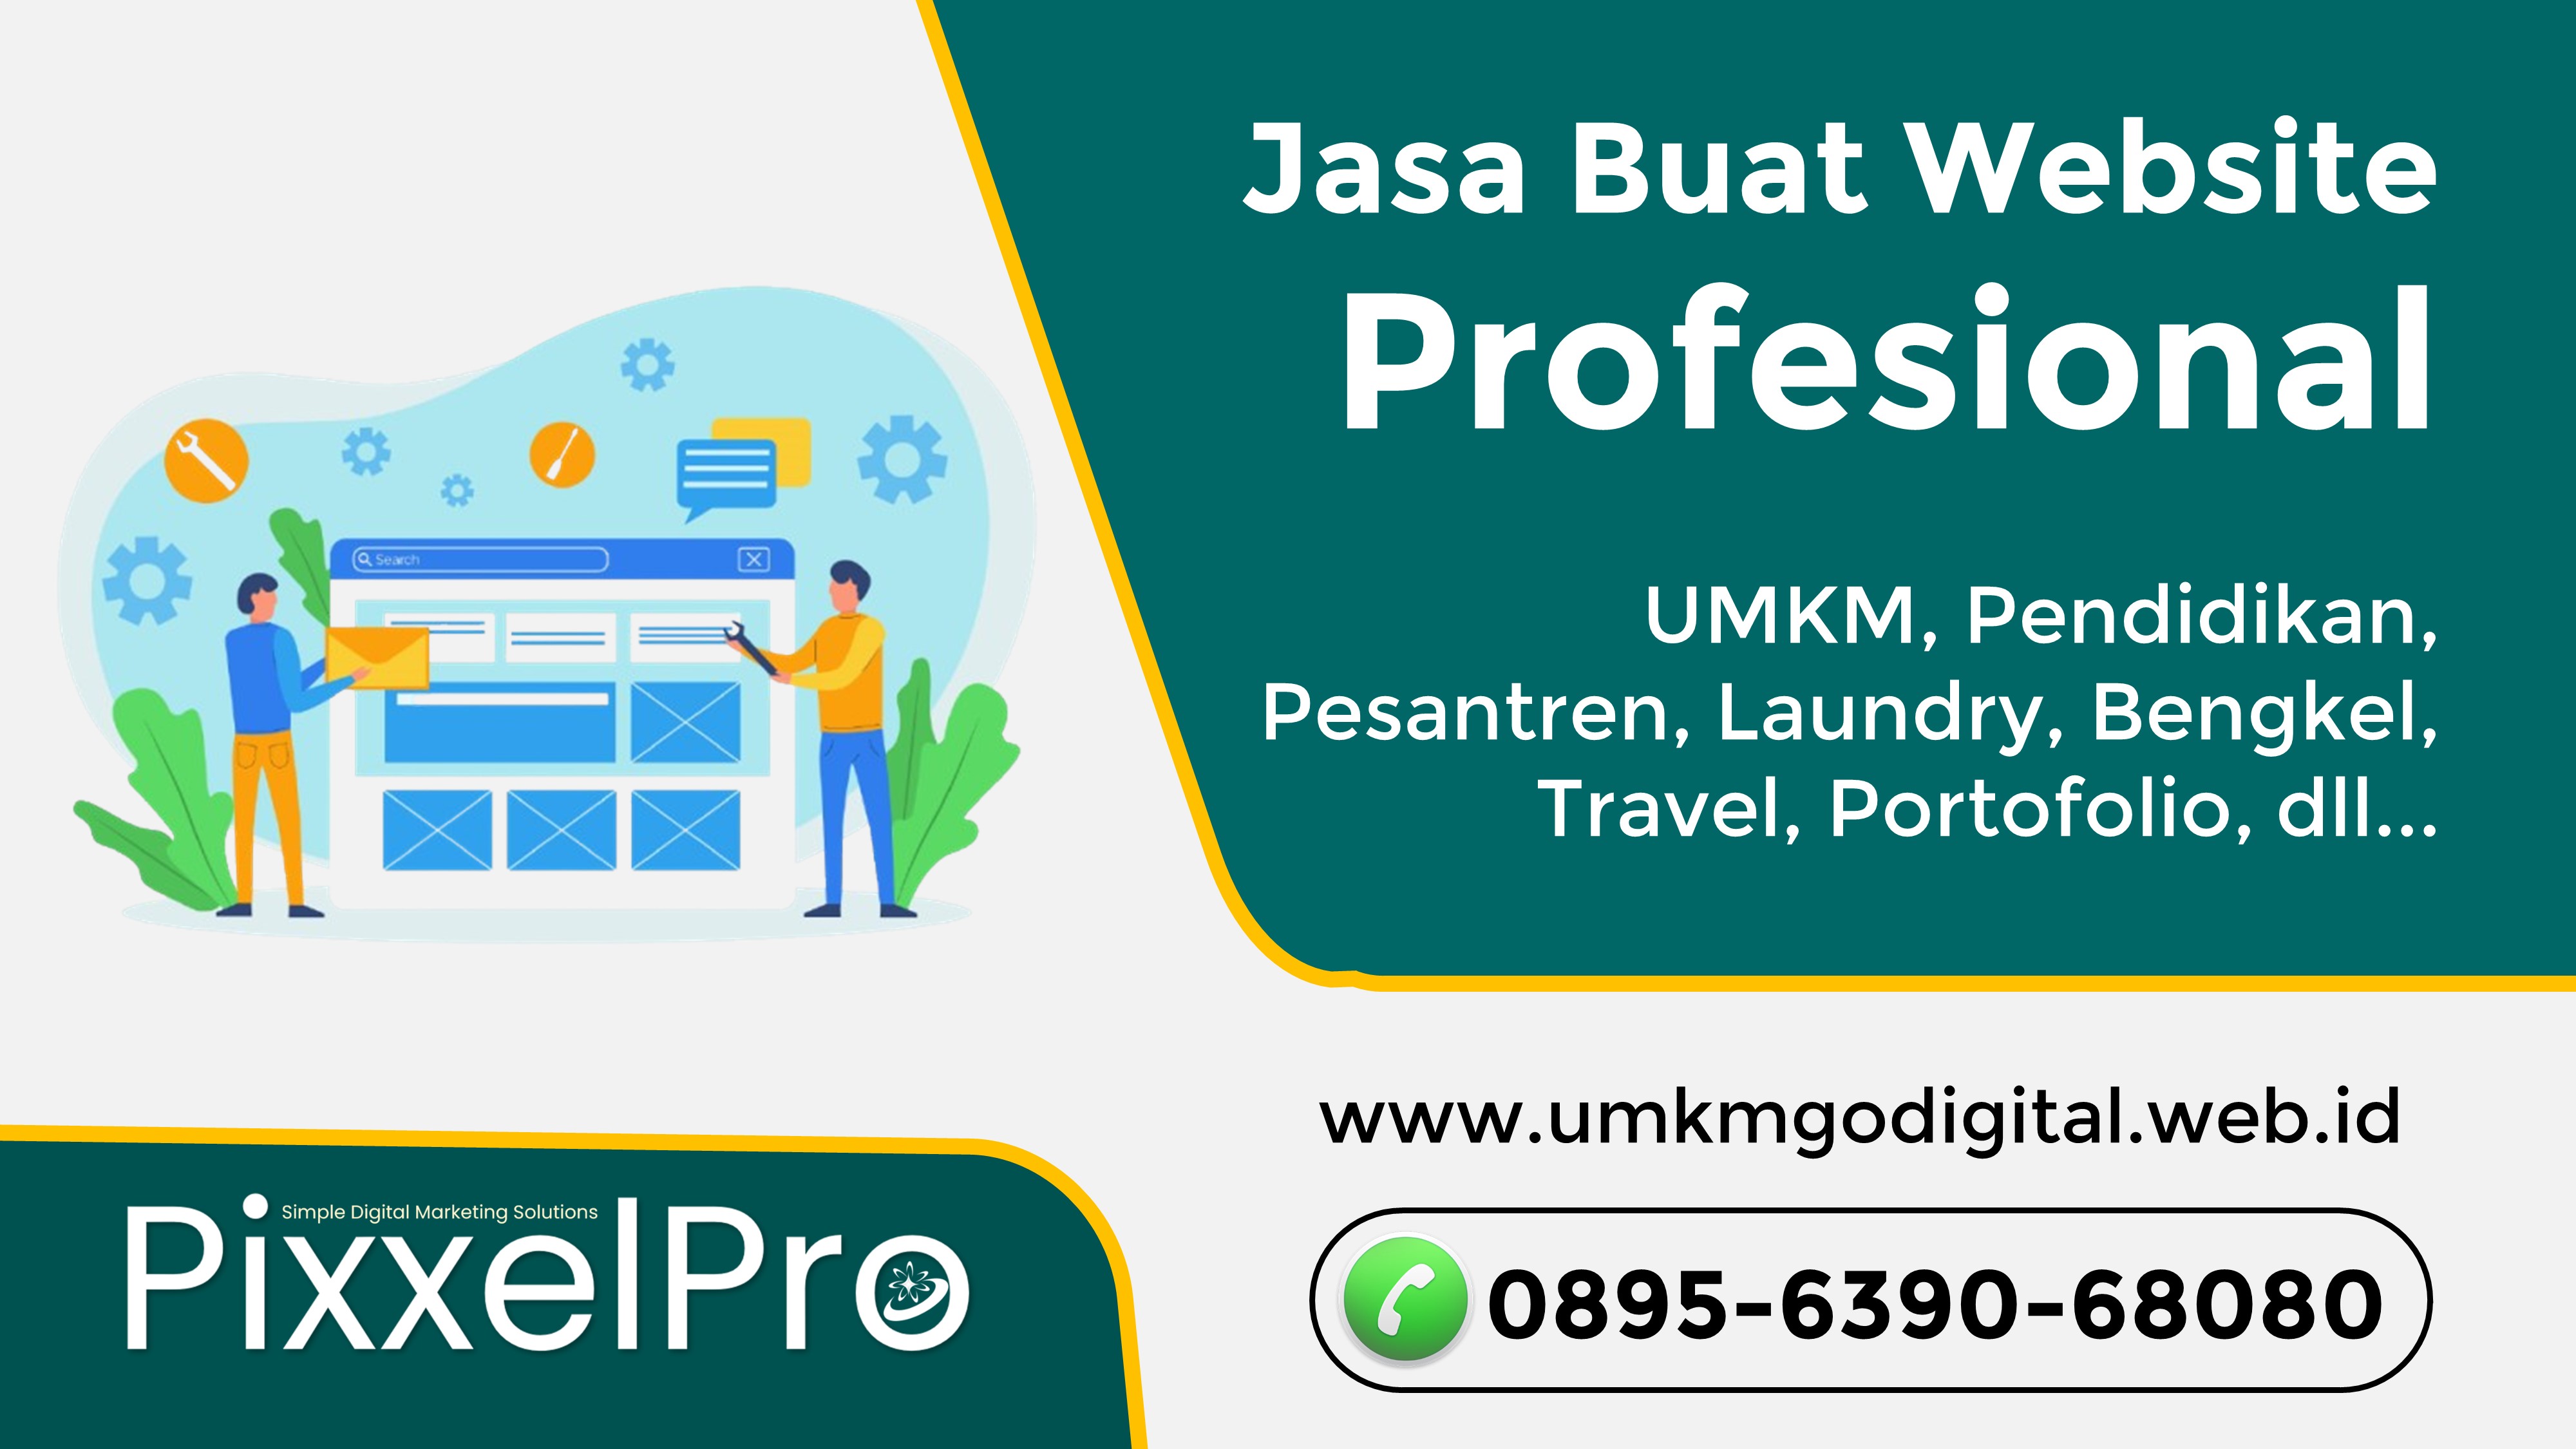 Jasa Buat Website
Profesional
Search
UMKM, Pendidikan,
Pesantren, Laundry, Bengkel,
Travel, Portofolio, dll...
www.umkmgodigital.web.id
Simple Digital Marketing Solutions
PixxelPro
0895-6390-68080